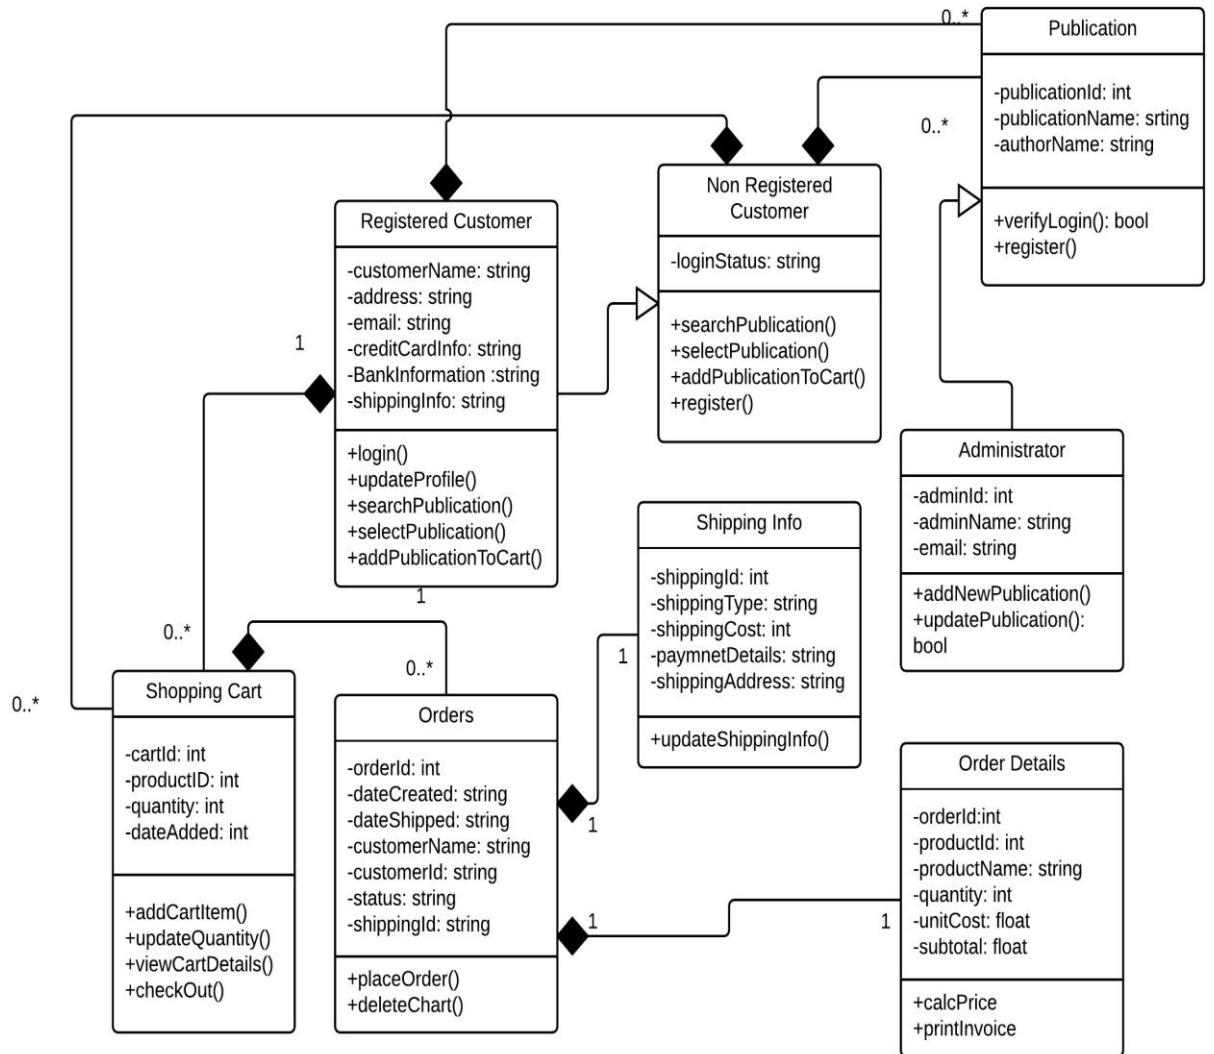 0..*
Publication
-publicationId: int
-publicationName: srting
-authorName: string
+verifyLogin(): bool
+register()
0..*
Non Registered
Customer
-loginStatus: string
+searchPublication()
+selectPublication()
+addPublicationToCart()
+register()
Registered Customer
-customerName: string
-address: string
-email: string
-creditCardInfo: string
-BankInformation :string
-shippingInfo: string
+login()
+updateProfile()
+searchPublication()
+selectPublication()
+addPublicationToCart()
1
1
0..*
0..*
0..*
Administrator
-adminId: int
-adminName: string
-email: string
+addNewPublication()
+updatePublication():
bool
Shipping Info
-shippingId: int
-shippingType: string
-shippingCost: int
-paymnetDetails: string
-shippingAddress: string
+updateShippingInfo()
1
1
Shopping Cart
-cartId: int
-productID: int
-quantity: int
-dateAdded: int
+addCartItem()
+updateQuantity()
+viewCartDetails()
+checkOut()
Orders
-orderId: int
-dateCreated: string
-dateShipped: string
-customerName: string
-customerId: string
-status: string
-shippingId: string
+placeOrder()
+deleteChart()
1
1
Order Details
-orderId:int
-productId: int
-productName: string
-quantity: int
-unitCost: float
-subtotal: float
+calcPrice
+printInvoice